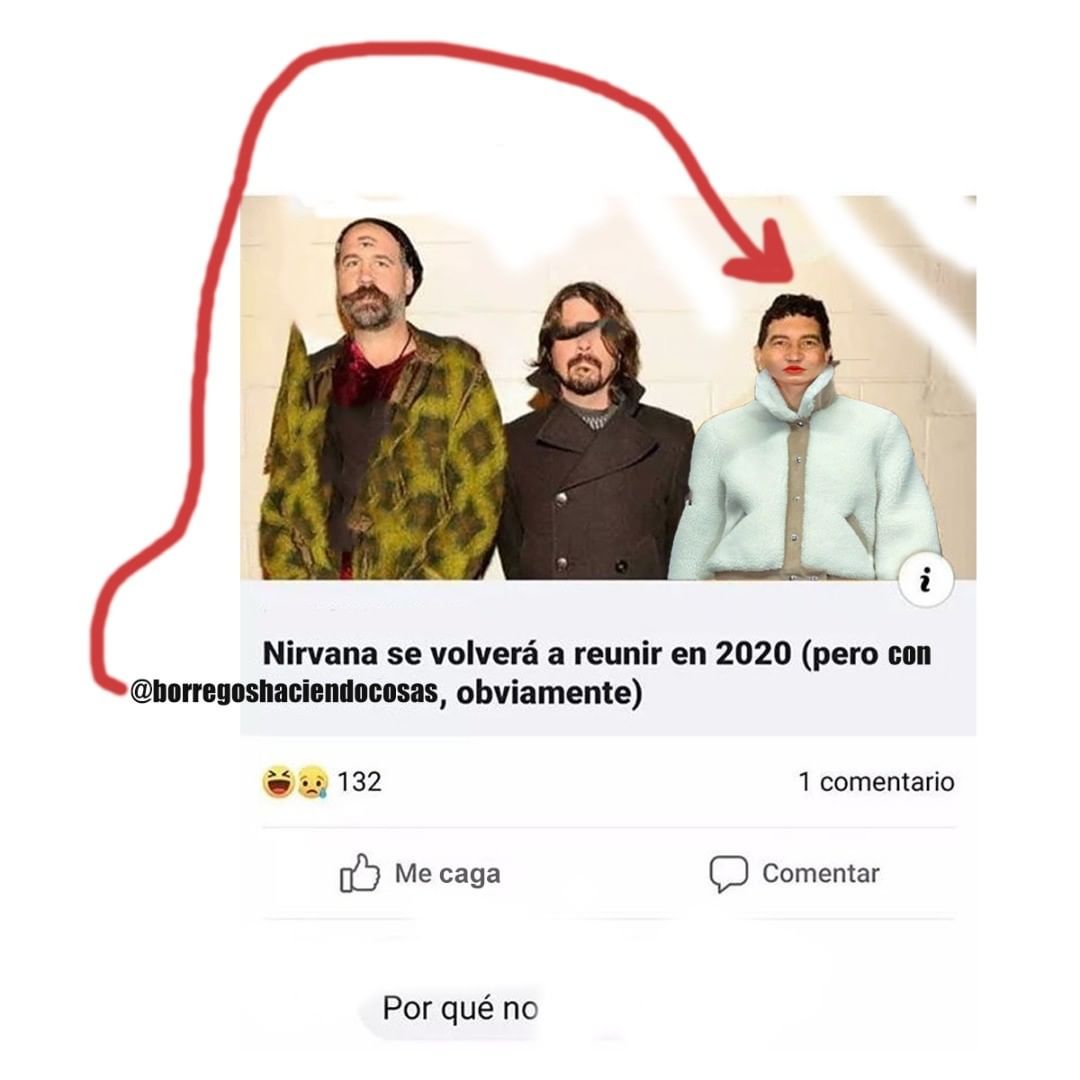 Nirvana se volverá a reunir en 2020 (pero con
@borregoshaciendocosas, obviamente)
132
1 comentario
Me caga
Comentar
Por qué no